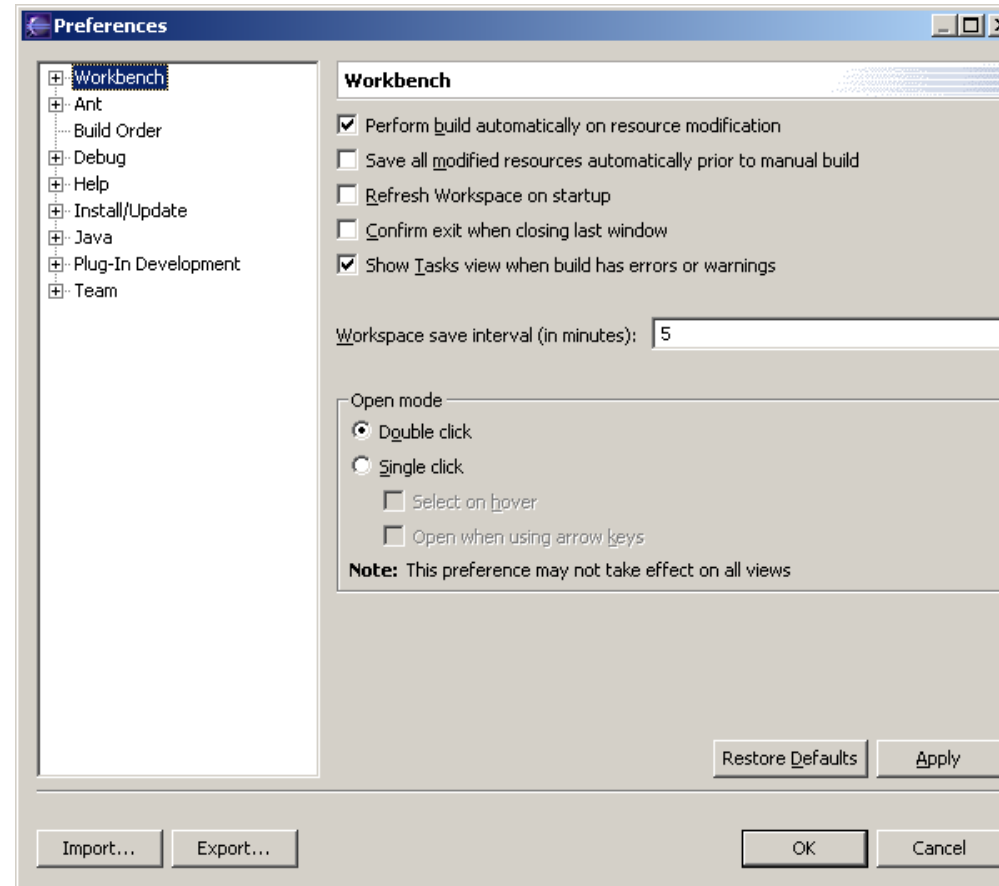 Preferences
Workbench
Ant
Build Order
Debug
Help
Install/Update
Java
Plug-In Development
Team
Workbench
Perform build automatically on resource modification
Save all modified resources automatically prior to manual build
Refresh Workspace on startup
Confirm exit when closing last window
Show Tasks view when build has errors or warnings
Workspace save interval (in minutes): 5
Open mode
Double click
Single click
Select on hover
Open when using arrow keys
Note: This preference may not take effect on all views
Restore Defaults Apply
Import... Export... OK Cancel